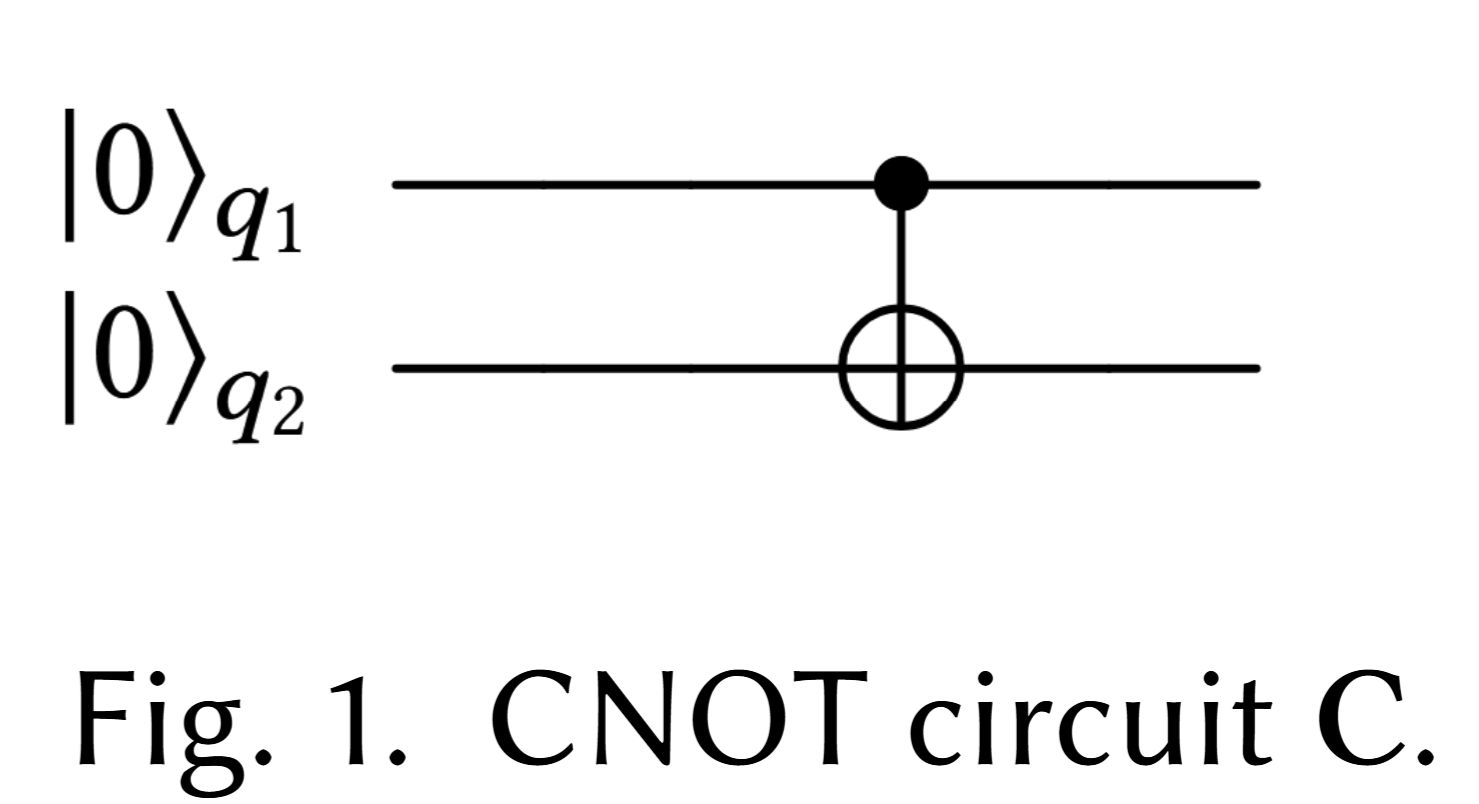 |0⟩q1
|0⟩q2
Fig. 1. CNOT circuit C.